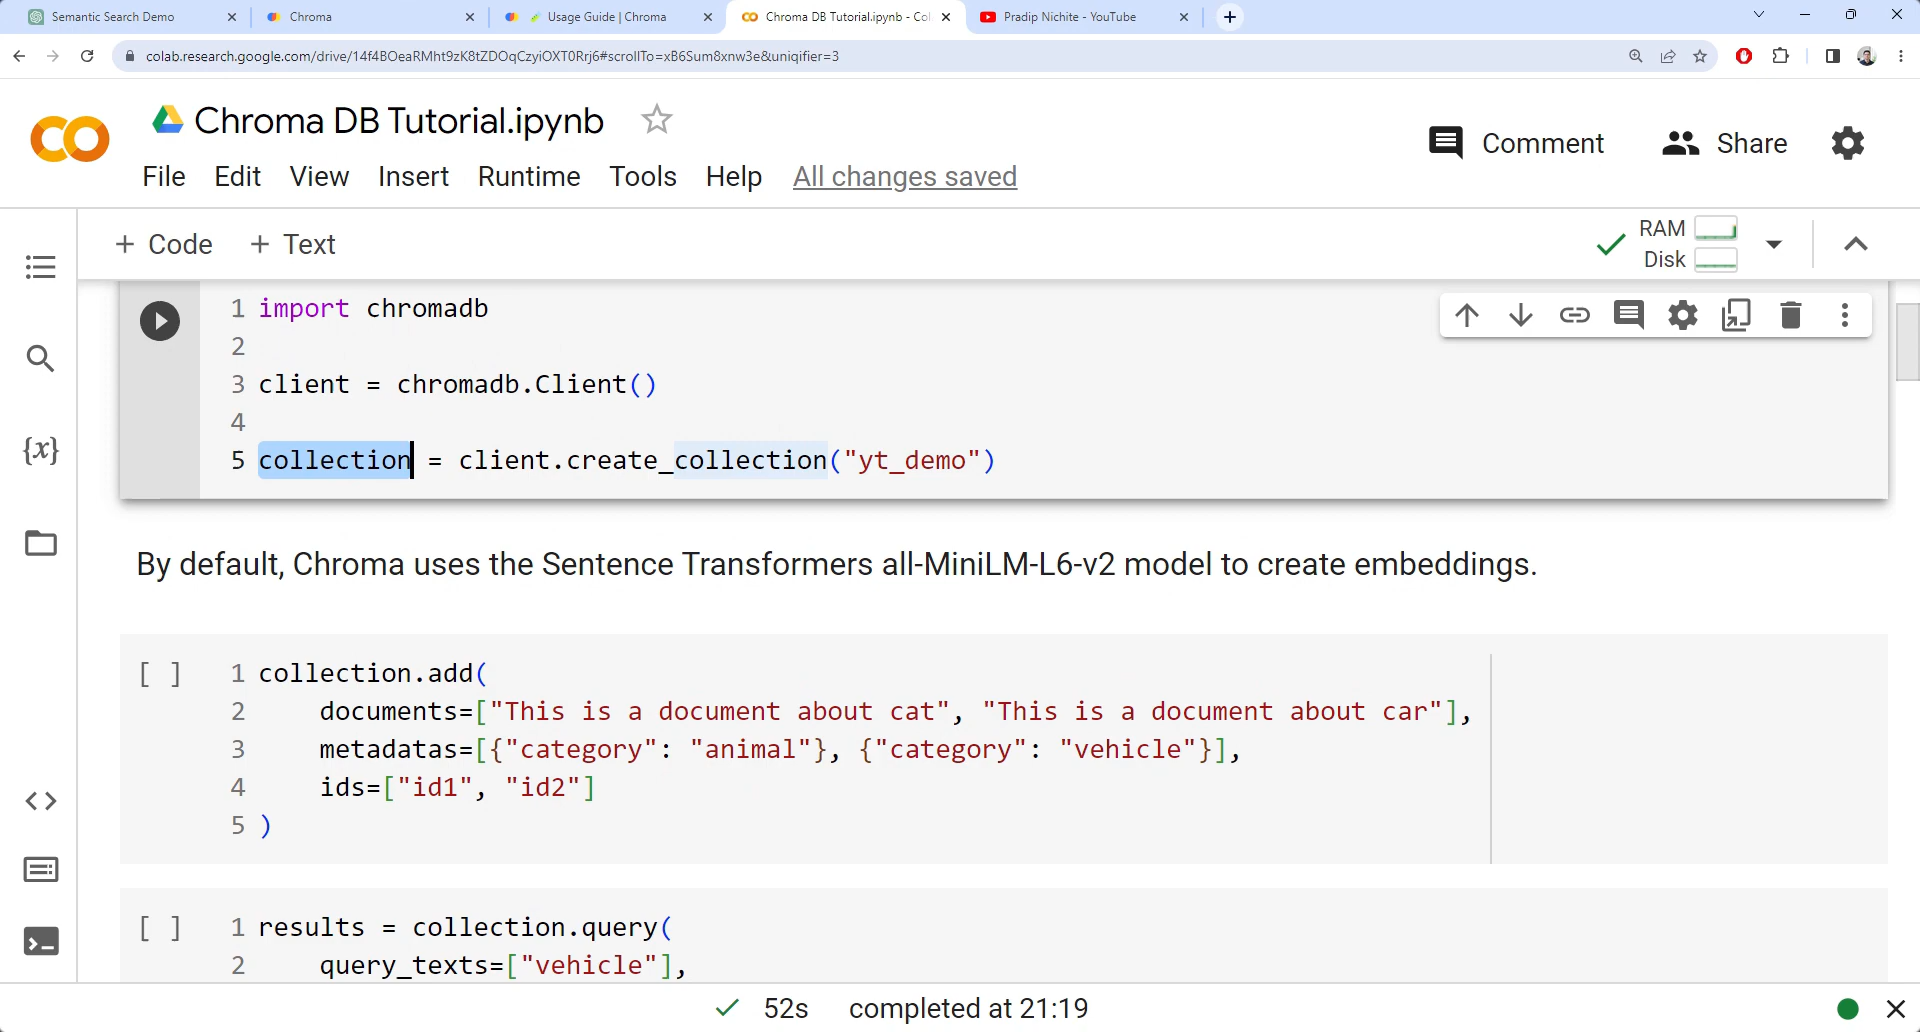 Semantic Search Demo
Chroma
Usage Guide | Chroma
Chroma DB Tutorial.ipynb - Col
Pradip Nichite - YouTube
colab.research.google.com/drive/14f4BOeaRMht9zK8tZDOqCzyiOXT0Rrj6#scrollTo=xB6Sum8xnw3e&uniqifier=3
Chroma DB Tutorial.ipynb
Comment
Share
File Edit View Insert Runtime Tools Help All changes saved
+ Code + Text
RAM
Disk
1 import chromadb
2
3 client = chromadb.Client()
4
5 collection = client.create_collection("yt_demo")
By default, Chroma uses the Sentence Transformers all-MiniLM-L6-v2 model to create embeddings.
[ ] 1 collection.add(
2 documents=["This is a document about cat", "This is a document about car"],
3 metadatas=[{"category": "animal"}, {"category": "vehicle"}],
4 ids=["id1", "id2"]
5 )
[ ] 1 results = collection.query(
2 query_texts=["vehicle"],
52s completed at 21:19